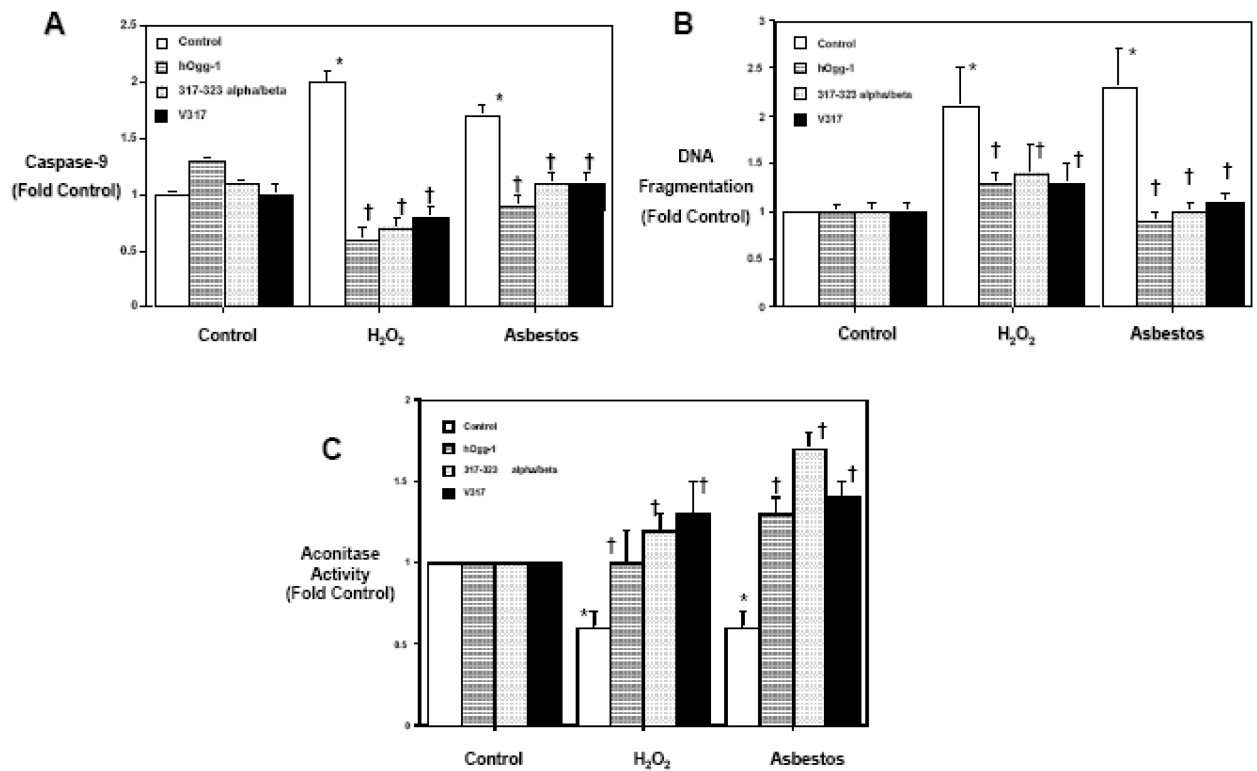 A
2.5
Control
hOgg-1
317-323 alpha/beta
V317
2
1.5
1
0.5
0
Caspase-9
(Fold Control)
*
†
†
†
*
†
†
†
Control
H₂O₂
Asbestos
B
3
Control
hOgg-1
317-323 alpha/beta
V317
2.5
2
1.5
1
0.5
0
DNA
Fragmentation
(Fold Control)
*
†
†
†
*
†
†
†
Control
H₂O₂
Asbestos
C
2
Control
hOgg-1
317-323 alpha/beta
V317
1.5
1
0.5
0
Aconitase
Activity
(Fold Control)
*
†
†
†
*
†
†
†
Control
H₂O₂
Asbestos